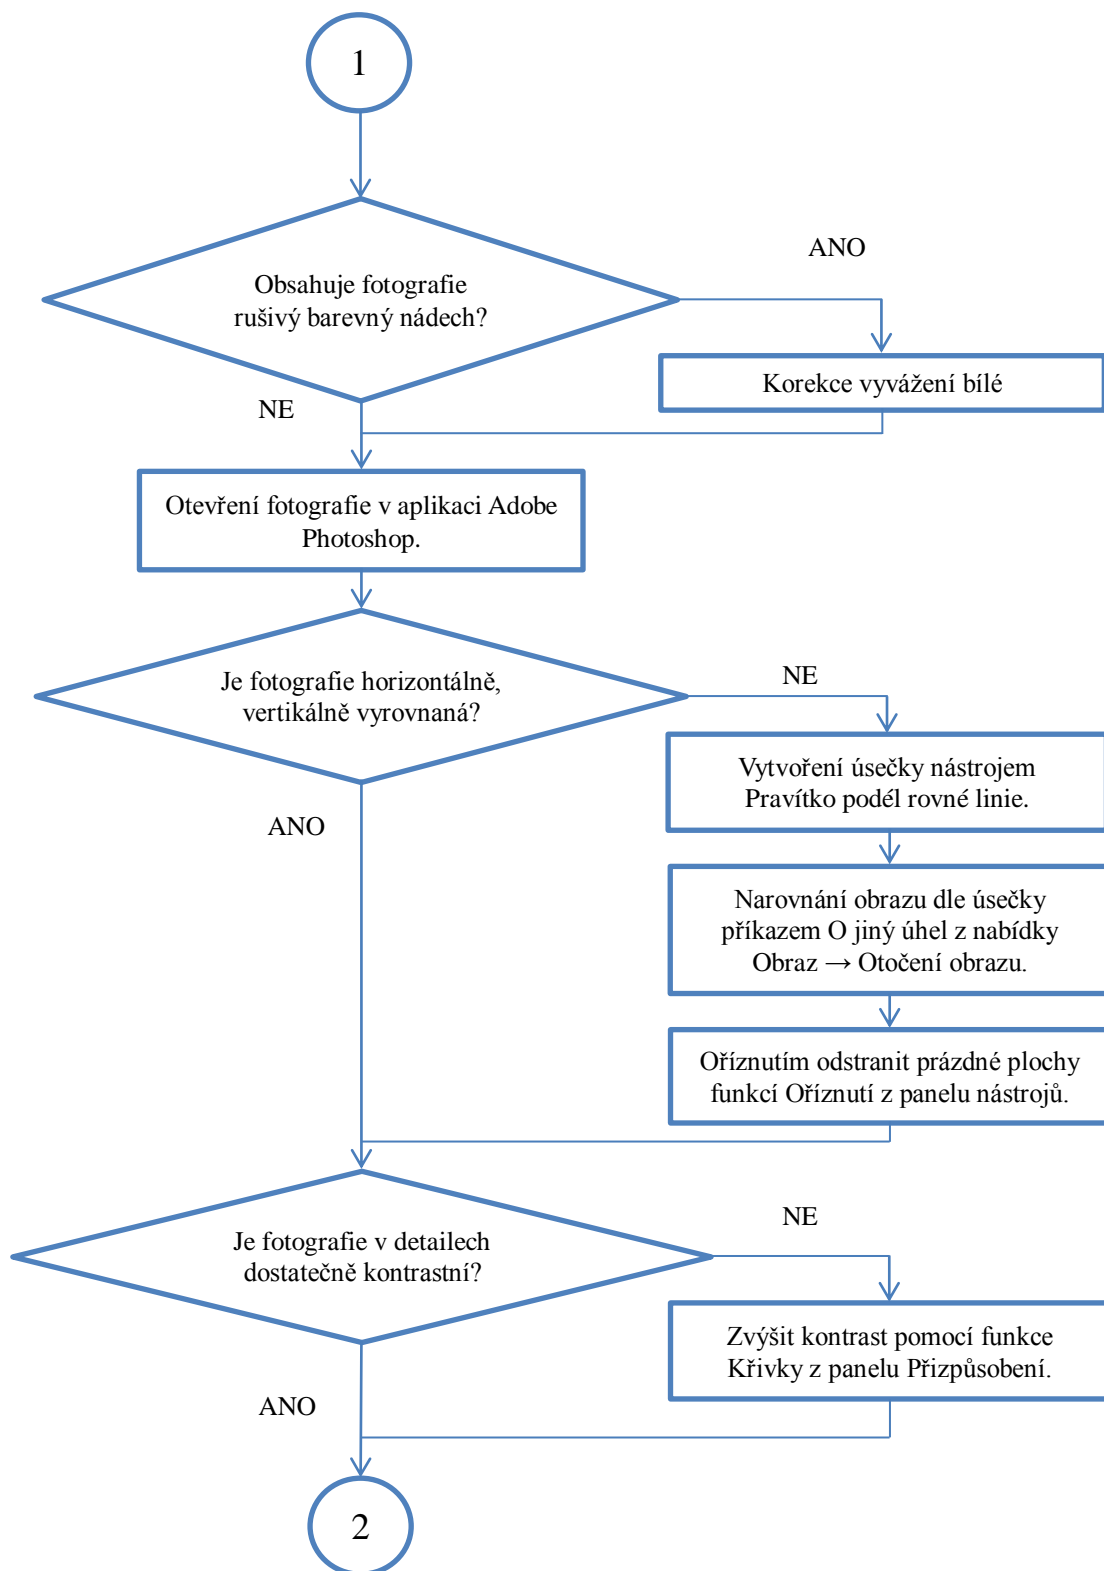 1
Obsahuje fotografie
rušivý barevný nádech?
ANO
Korekce vyvážení bílé
NE
Otevření fotografie v aplikaci Adobe
Photoshop.
Je fotografie horizontálně,
vertikálně vyrovnaná?
NE
Vytvoření úsečky nástrojem
Pravítko podél rovné linie.
ANO
Narovnání obrazu dle úsečky
příkazem O jiný úhel z nabídky
Obraz → Otočení obrazu.
Oříznutím odstranit prázdné plochy
funkcí Oříznutí z panelu nástrojů.
Je fotografie v detailech
dostatečně kontrastní?
NE
Zvýšit kontrast pomocí funkce
Křivky z panelu Přizpůsobení.
ANO
2